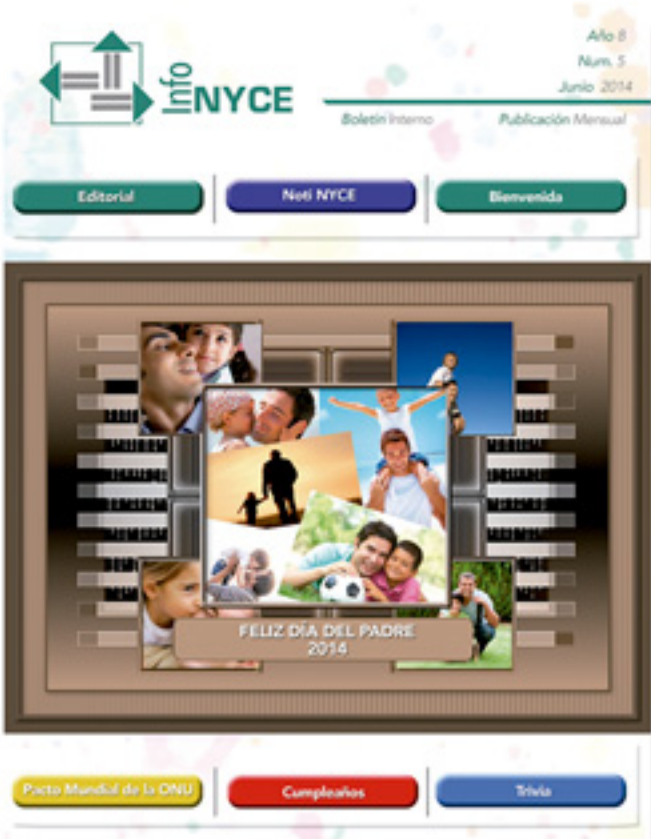 Año 8
Num. 5
Junio 2014
Info NYCE
Boletín Interno
Publicación Mensual
Editorial
Noti NYCE
Bienvenida
FELIZ DÍA DEL PADRE
2014
Pacto Mundial de la ONU
Cumpleaños
Trivia